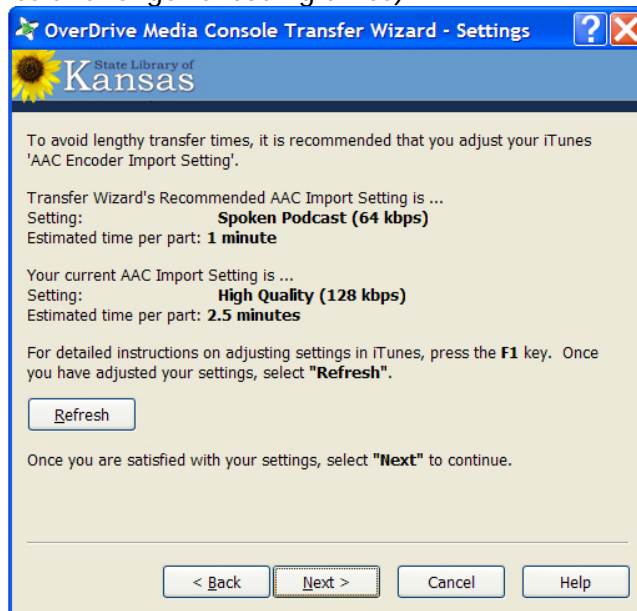 OverDrive Media Console Transfer Wizard - Settings
State Library of
Kansas
To avoid lengthy transfer times, it is recommended that you adjust your iTunes
'AAC Encoder Import Setting'.
Transfer Wizard's Recommended AAC Import Setting is ...
Setting: Spoken Podcast (64 kbps)
Estimated time per part: 1 minute
Your current AAC Import Setting is ...
Setting: High Quality (128 kbps)
Estimated time per part: 2.5 minutes
For detailed instructions on adjusting settings in iTunes, press the F1 key. Once
you have adjusted your settings, select "Refresh".
Refresh
Once you are satisfied with your settings, select "Next" to continue.
< Back Next > Cancel Help